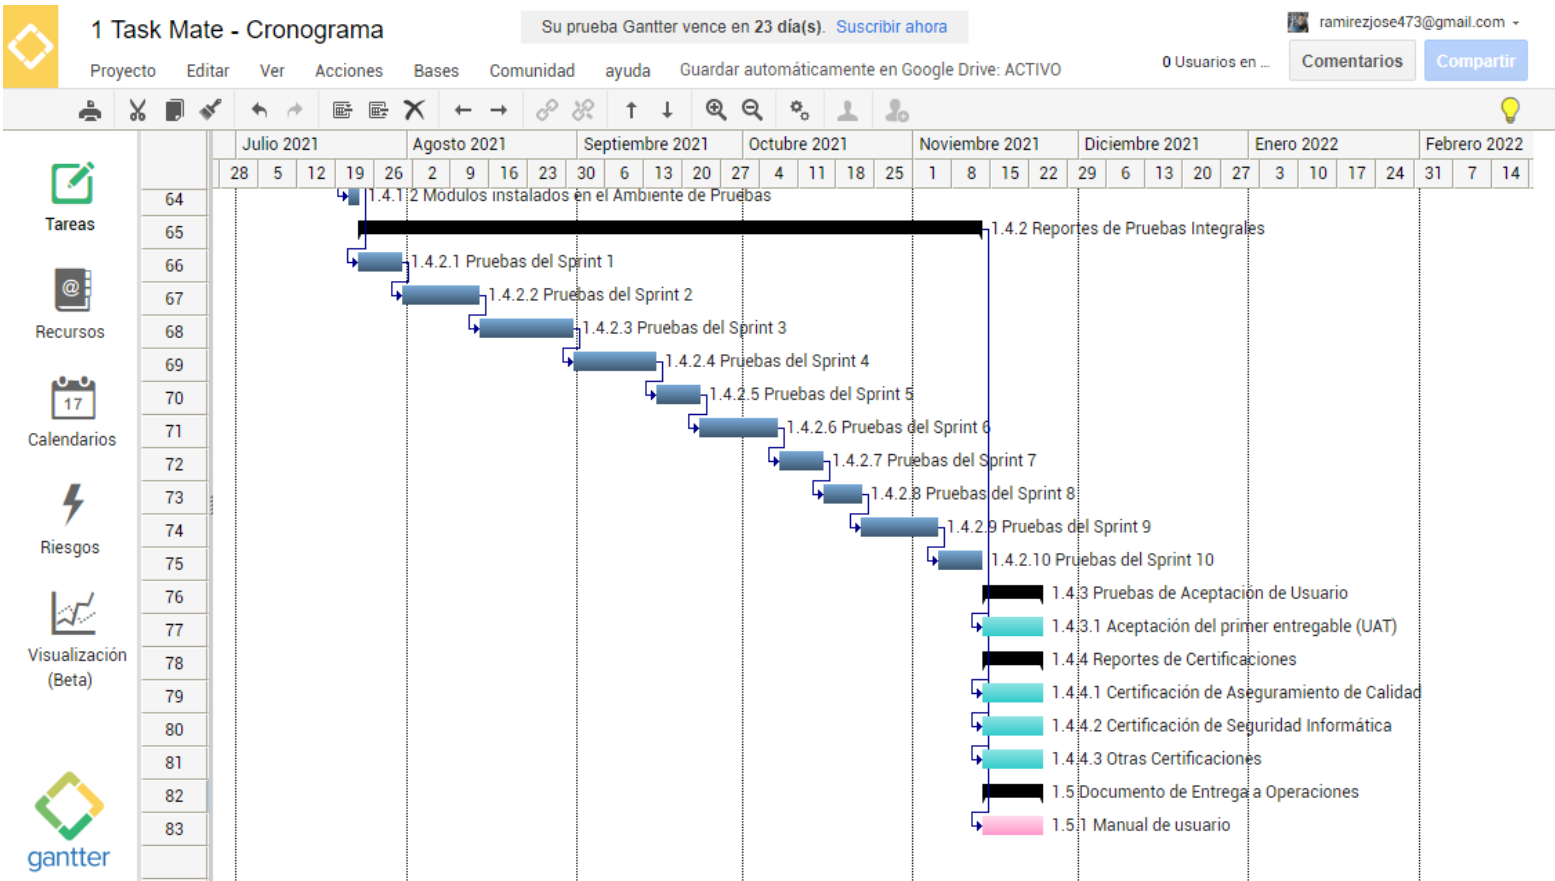 1 Task Mate - Cronograma
Su prueba Gantter vence en 23 día(s). Suscribir ahora
ramirezjose473@gmail.com
Proyecto Editar Ver Acciones Bases Comunidad ayuda Guardar automáticamente en Google Drive: ACTIVO
0 Usuarios en ...
Comentarios
Compartir
Julio 2021 Agosto 2021 Septiembre 2021 Octubre 2021 Noviembre 2021 Diciembre 2021 Enero 2022 Febrero 2022
28 5 12 19 26 2 9 16 23 30 6 13 20 27 4 11 18 25 1 8 15 22 29 6 13 20 27 3 10 17 24 31 7 14
Tareas
@
Recursos
17
Calendarios
Riesgos
Visualización
(Beta)
gantter
64 1.4.1.2 Módulos instalados en el Ambiente de Pruebas
65 1.4.2 Reportes de Pruebas Integrales
66 1.4.2.1 Pruebas del Sprint 1
67 1.4.2.2 Pruebas del Sprint 2
68 1.4.2.3 Pruebas del Sprint 3
69 1.4.2.4 Pruebas del Sprint 4
70 1.4.2.5 Pruebas del Sprint 5
71 1.4.2.6 Pruebas del Sprint 6
72 1.4.2.7 Pruebas del Sprint 7
73 1.4.2.8 Pruebas del Sprint 8
74 1.4.2.9 Pruebas del Sprint 9
75 1.4.2.10 Pruebas del Sprint 10
76 1.4.3 Pruebas de Aceptación de Usuario
77 1.4.3.1 Aceptación del primer entregable (UAT)
78 1.4.4 Reportes de Certificaciones
79 1.4.4.1 Certificación de Aseguramiento de Calidad
80 1.4.4.2 Certificación de Seguridad Informática
81 1.4.4.3 Otras Certificaciones
82 1.5 Documento de Entrega a Operaciones
83 1.5.1 Manual de usuario